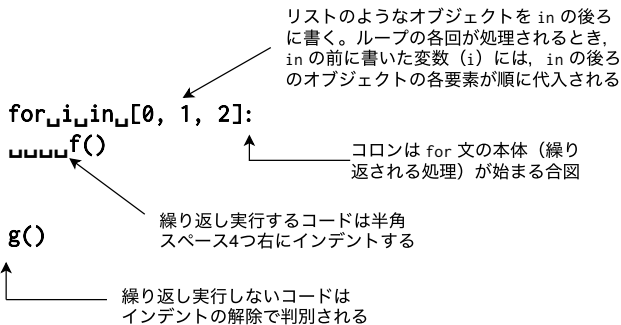 リストのようなオブジェクトを in の後ろ
に書く。ループの各回が処理されるとき,
in の前に書いた変数（i）には, in の後ろ
のオブジェクトの各要素が順に代入される
for␣i␣in␣[0, 1, 2]:
␣␣␣␣f()
コロンは for 文の本体（繰り
返される処理）が始まる合図
繰り返し実行するコードは半角
スペース4つ右にインデントする
g()
繰り返し実行しないコードは
インデントの解除で判別される